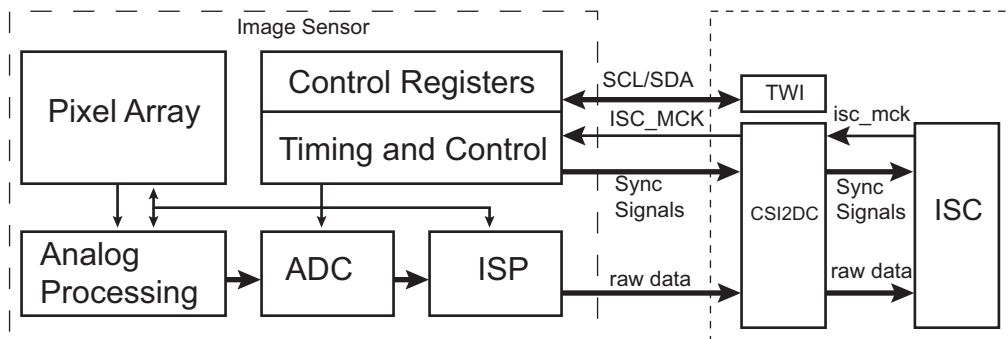 Image Sensor
Pixel Array
Control Registers
Timing and Control
SCL/SDA
TWI
ISC_MCK
isc_mck
Sync
Signals
CSI2DC
Sync
Signals
ISC
Analog
Processing
ADC
ISP
raw data
raw data